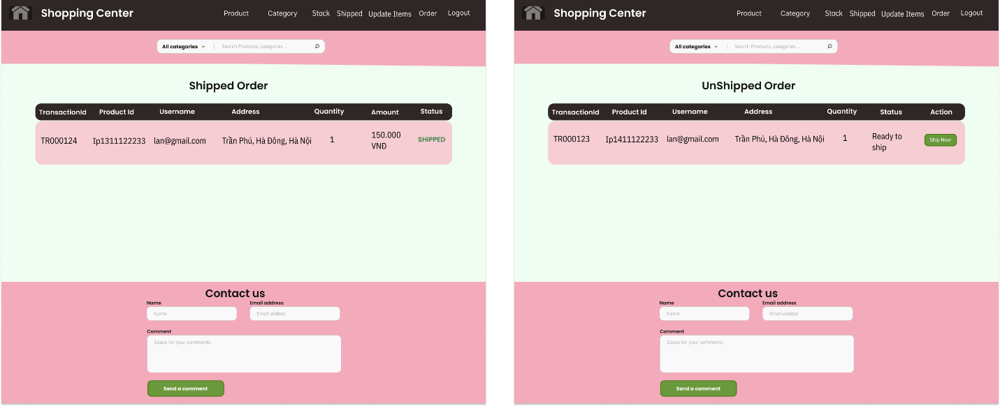 Shopping Center Product Category Stock Shipped Update Items Order Logout
All categories Search Products, categories ...
Shipped Order
TransactionId Product Id Username Address Quantity Amount Status
TR000124 Ip1311122233 lan@gmail.com Trần Phú, Hà Đông, Hà Nội 1 150.000 VNĐ SHIPPED
Contact us
Name Email address
Name Email addess
Comment
Space for your comments
Send a comment
Shopping Center Product Category Stock Shipped Update Items Order Logout
All categories Search Products, categories ...
UnShipped Order
TransactionId Product Id Username Address Quantity Status Action
TR000123 Ip1411122233 lan@gmail.com Trần Phú, Hà Đông, Hà Nội 1 Ready to ship Ship Now
Contact us
Name Email address
Name Email addess
Comment
Space for your comments
Send a comment